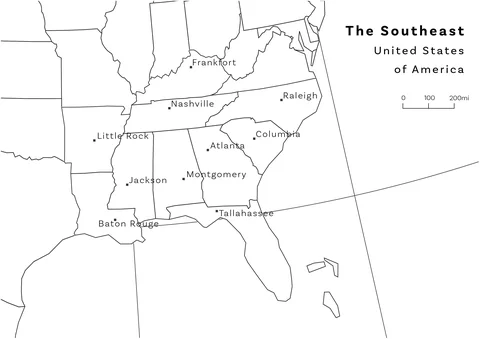 The Southeast
United States
of America
0 100 200mi
Frankfort
Nashville
Raleigh
Little Rock
Columbia
Atlanta
Jackson
Montgomery
Tallahassee
Baton Rouge